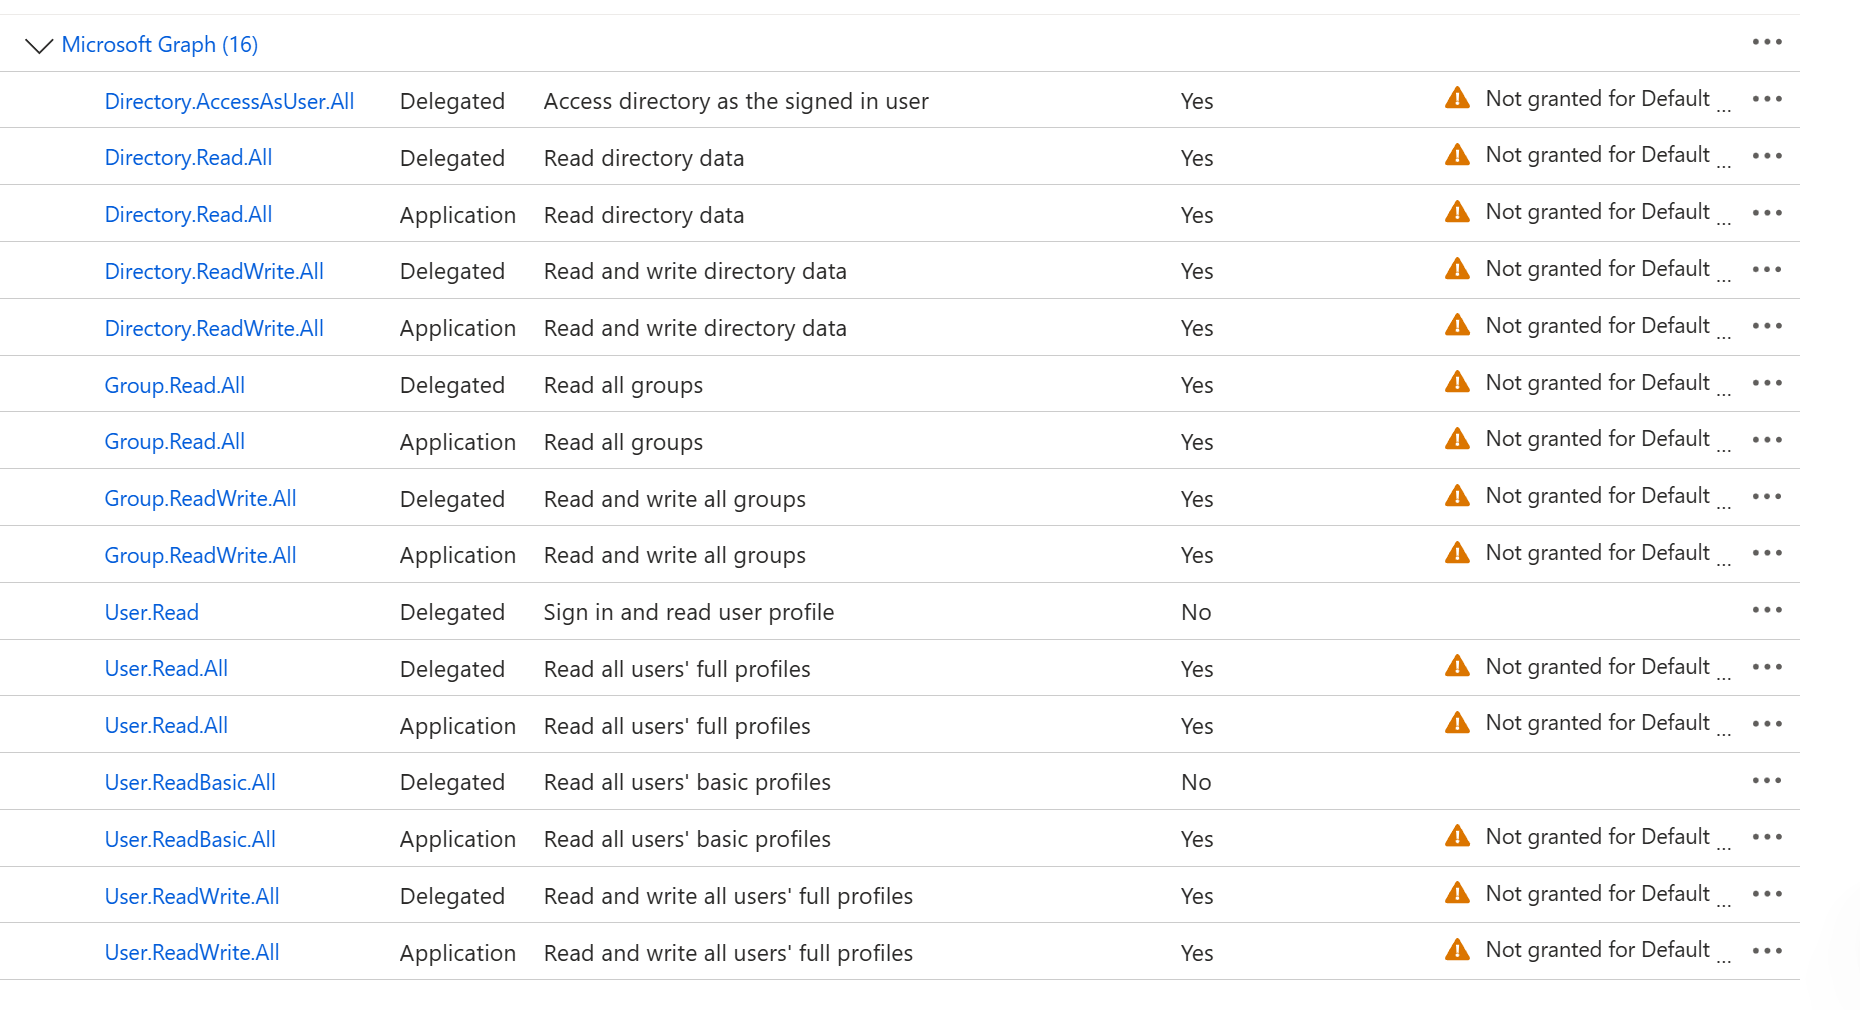 Microsoft Graph (16) ...
Directory.AccessAsUser.All Delegated Access directory as the signed in user Yes Not granted for Default ... ...
Directory.Read.All Delegated Read directory data Yes Not granted for Default ... ...
Directory.Read.All Application Read directory data Yes Not granted for Default ... ...
Directory.ReadWrite.All Delegated Read and write directory data Yes Not granted for Default ... ...
Directory.ReadWrite.All Application Read and write directory data Yes Not granted for Default ... ...
Group.Read.All Delegated Read all groups Yes Not granted for Default ... ...
Group.Read.All Application Read all groups Yes Not granted for Default ... ...
Group.ReadWrite.All Delegated Read and write all groups Yes Not granted for Default ... ...
Group.ReadWrite.All Application Read and write all groups Yes Not granted for Default ... ...
User.Read Delegated Sign in and read user profile No ...
User.Read.All Delegated Read all users' full profiles Yes Not granted for Default ... ...
User.Read.All Application Read all users' full profiles Yes Not granted for Default ... ...
User.ReadBasic.All Delegated Read all users' basic profiles No ...
User.ReadBasic.All Application Read all users' basic profiles Yes Not granted for Default ... ...
User.ReadWrite.All Delegated Read and write all users' full profiles Yes Not granted for Default ... ...
User.ReadWrite.All Application Read and write all users' full profiles Yes Not granted for Default ... ...